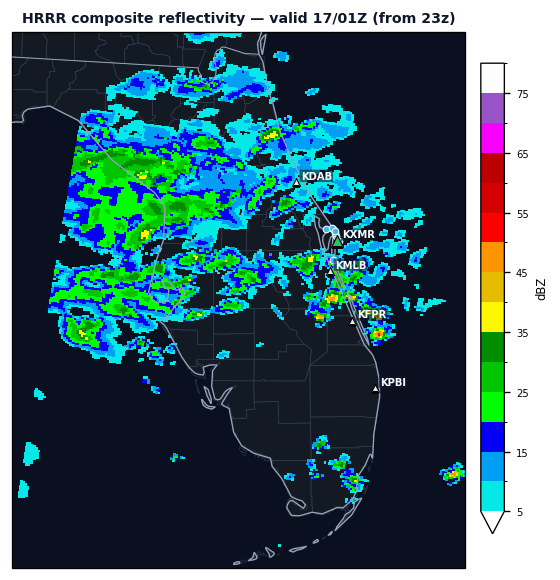 HRRR composite reflectivity — valid 17/01Z (from 23z)
KDAB
KXMR
KMLB
KFPR
KPBI
75
65
55
45
35
25
15
5
dBZ